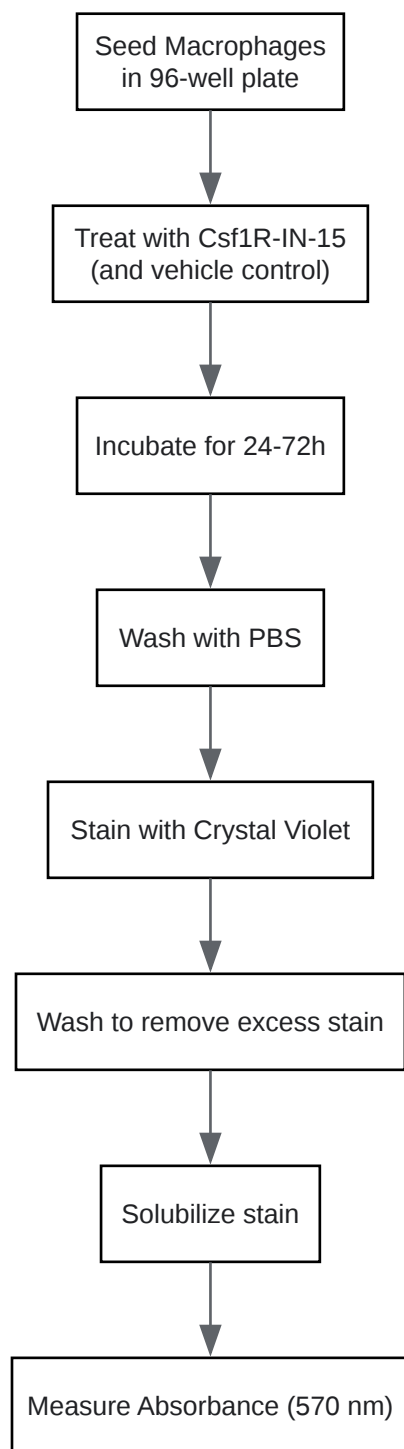 Seed Macrophages
in 96-well plate
Treat with Csf1R-IN-15
(and vehicle control)
Incubate for 24-72h
Wash with PBS
Stain with Crystal Violet
Wash to remove excess stain
Solubilize stain
Measure Absorbance (570 nm)